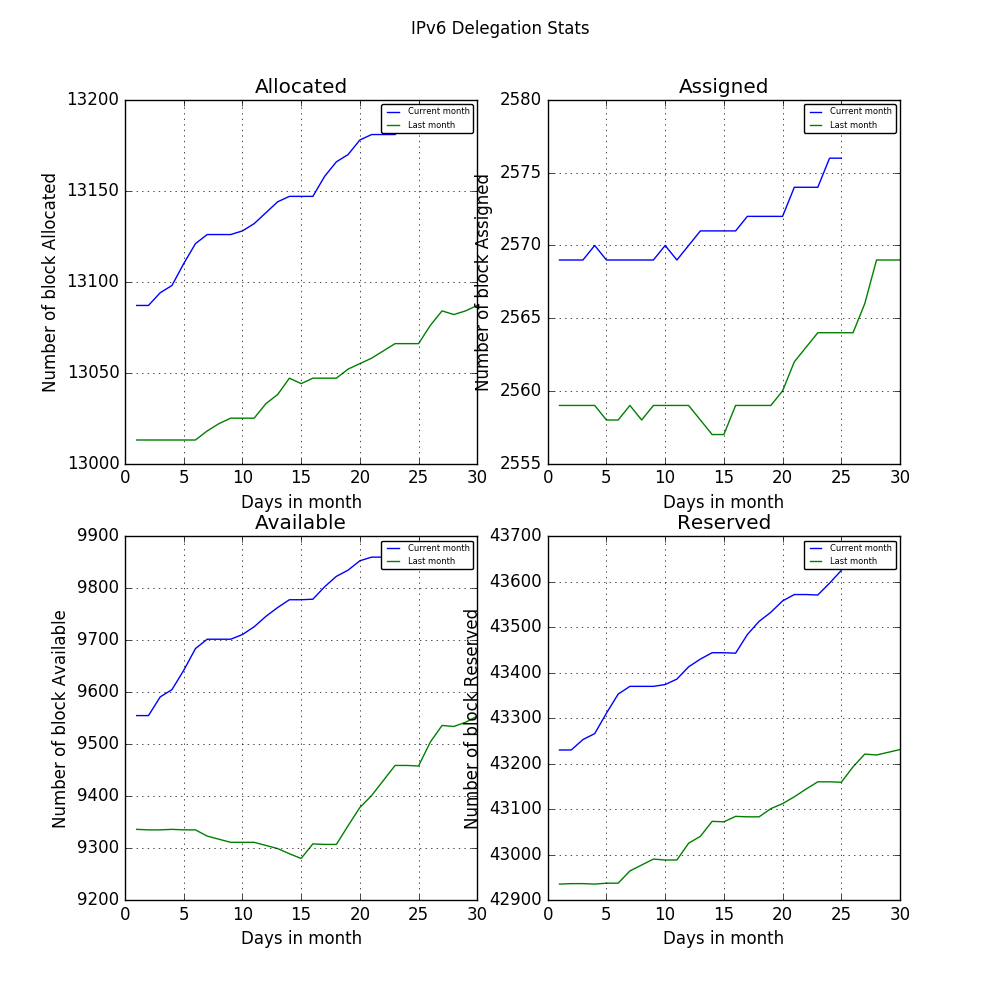 IPv6 Delegation Stats
Allocated
Number of block Allocated
13200
13150
13100
13050
13000
0 5 10 15 20 25 30
Days in month
Current month
Last month
Assigned
Number of block Assigned
2580
2575
2570
2565
2560
2555
0 5 10 15 20 25 30
Days in month
Current month
Last month
Available
Number of block Available
9900
9800
9700
9600
9500
9400
9300
9200
0 5 10 15 20 25 30
Days in month
Current month
Last month
Reserved
Number of block Reserved
43700
43600
43500
43400
43300
43200
43100
43000
42900
0 5 10 15 20 25 30
Days in month
Current month
Last month